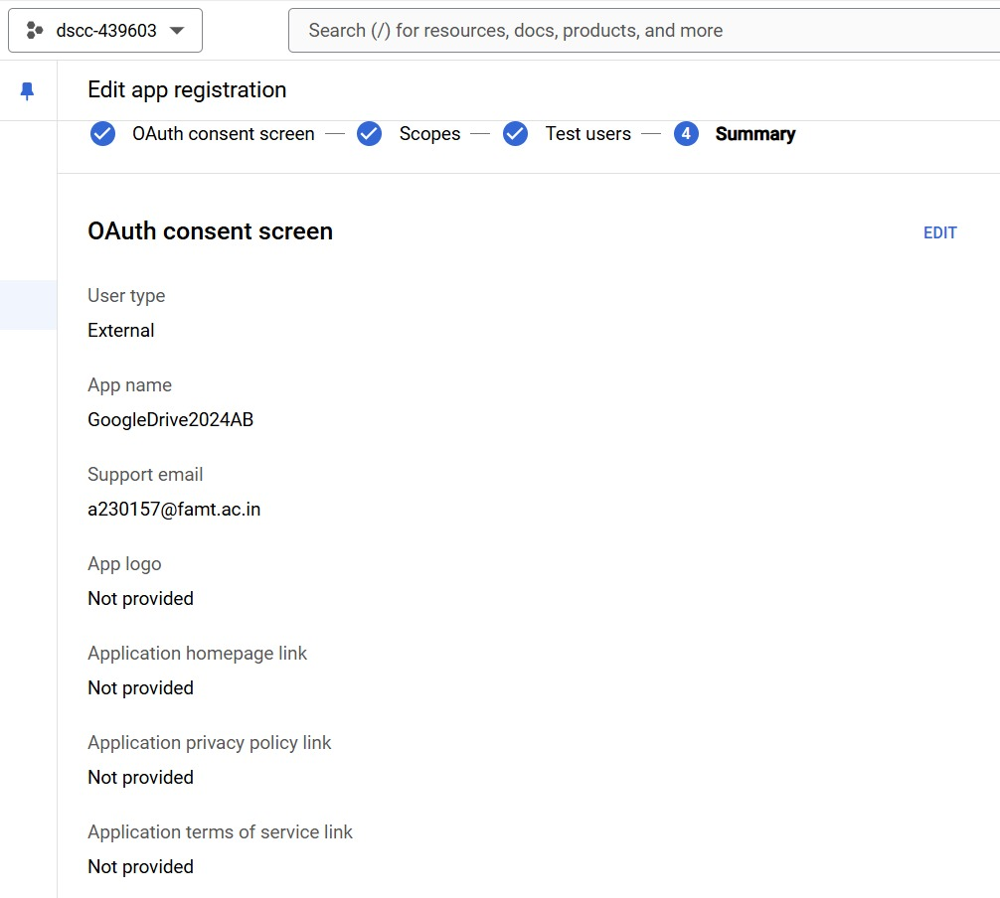 dscc-439603
Search (/) for resources, docs, products, and more
Edit app registration
OAuth consent screen — Scopes — Test users — 4 Summary
OAuth consent screen
EDIT
User type
External
App name
GoogleDrive2024AB
Support email
a230157@famt.ac.in
App logo
Not provided
Application homepage link
Not provided
Application privacy policy link
Not provided
Application terms of service link
Not provided